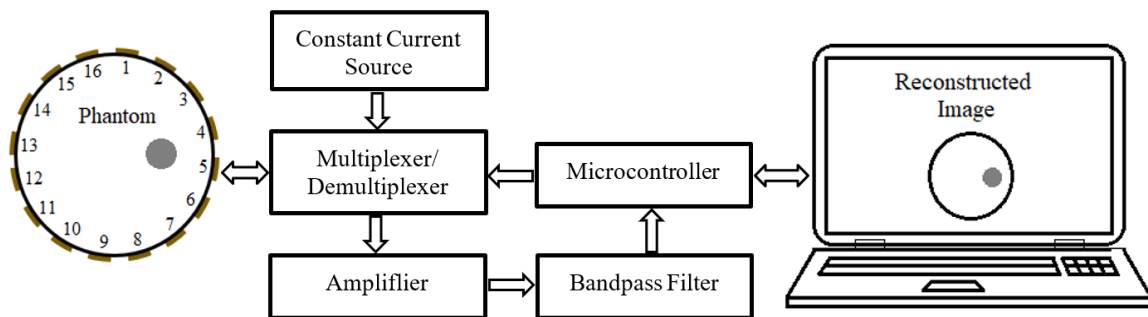 Constant Current
Source
1
2
3
4
5
6
7
8
9
10
11
12
13
14
15
16
Phantom
Multiplexer/
Demultiplexer
Microcontroller
Ampliflier
Bandpass Filter
Reconstructed
Image